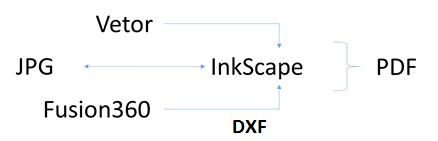 Vetor
JPG
InkScape
PDF
Fusion360
DXF